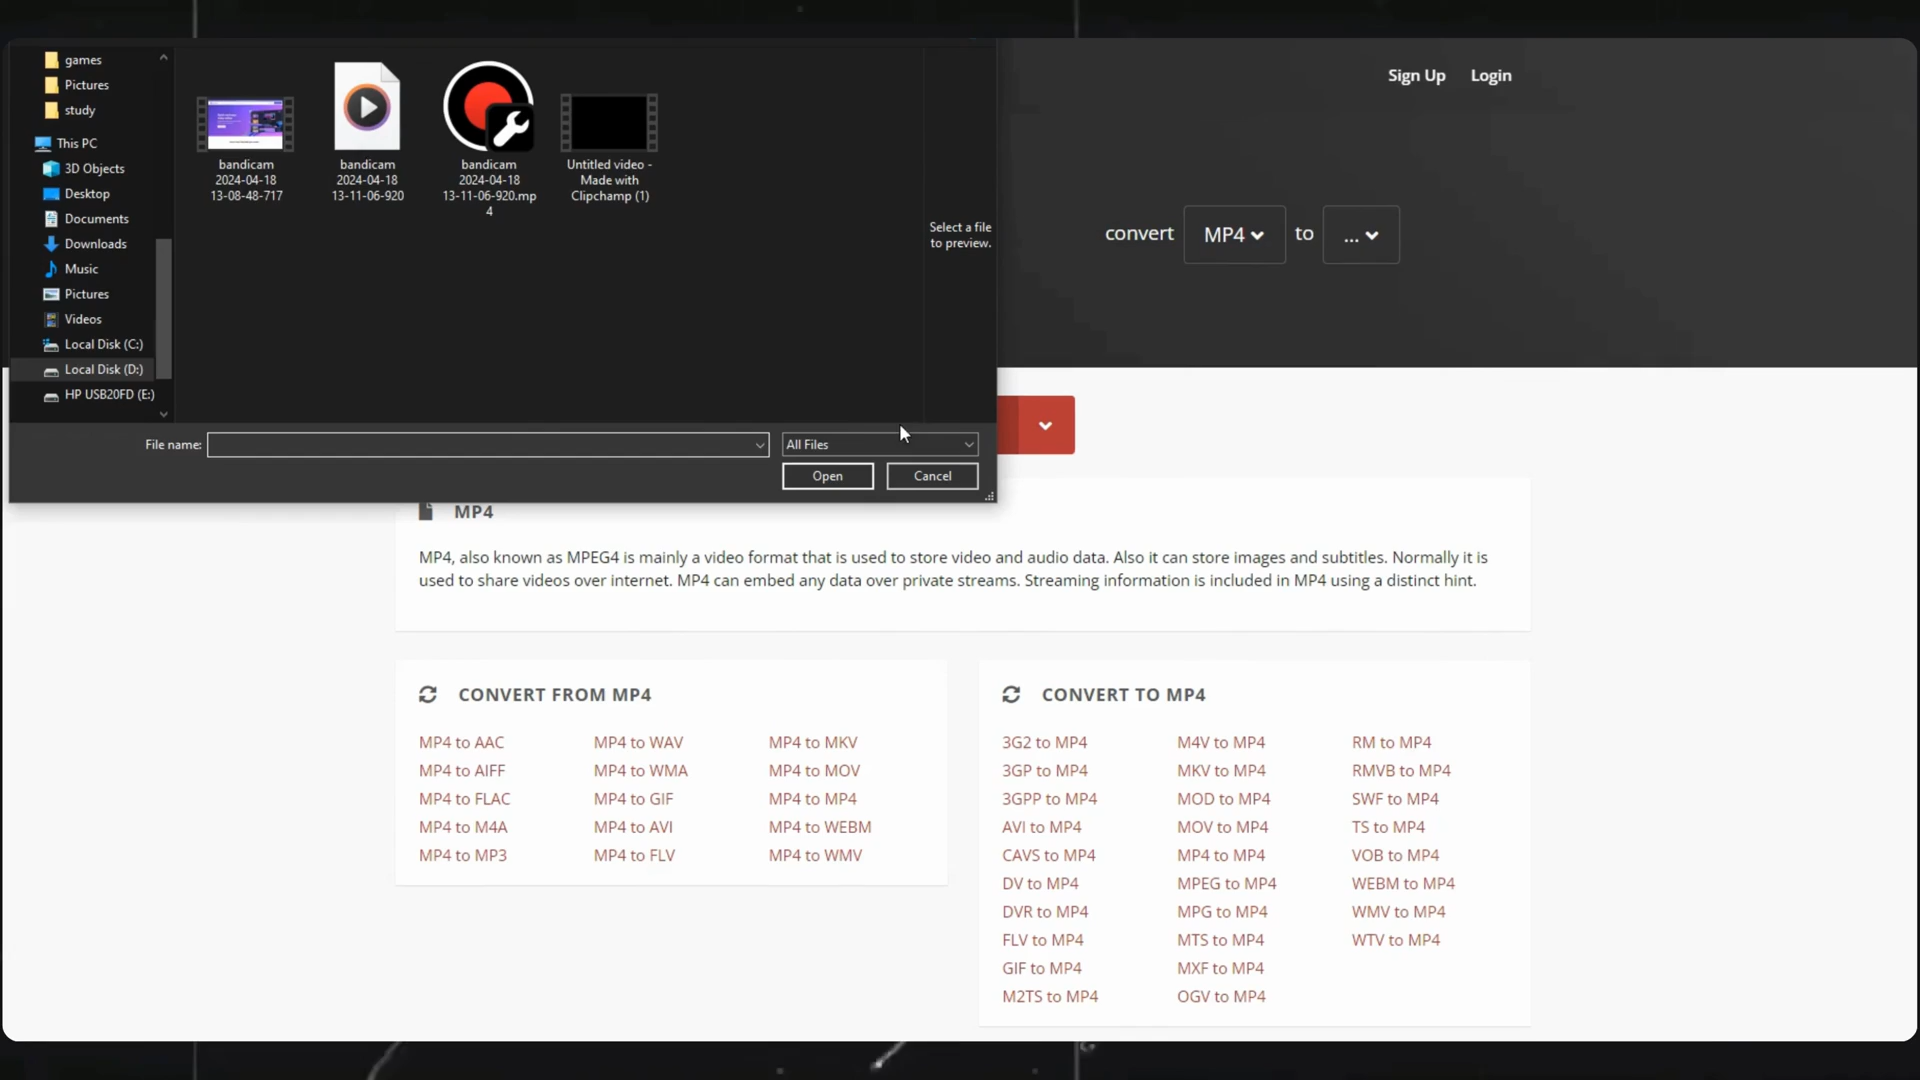 games
Pictures
study
This PC
3D Objects
Desktop
Documents
Downloads
Music
Pictures
Videos
Local Disk (C:)
Local Disk (D:)
HP USB20FD (E:)
bandicam
2024-04-18
13-08-48-717
bandicam
2024-04-18
13-11-06-920
bandicam
2024-04-18
13-11-06-920.mp
4
Untitled video -
Made with
Clipchamp (1)
Select a file
to preview.
File name:
All Files
Open
Cancel
Sign Up
Login
convert
MP4
to
...
MP4
MP4, also known as MPEG4 is mainly a video format that is used to store video and audio data. Also it can store images and subtitles. Normally it is
used to share videos over internet. MP4 can embed any data over private streams. Streaming information is included in MP4 using a distinct hint.
CONVERT FROM MP4
MP4 to AAC
MP4 to AIFF
MP4 to FLAC
MP4 to M4A
MP4 to MP3
MP4 to WAV
MP4 to WMA
MP4 to GIF
MP4 to AVI
MP4 to FLV
MP4 to MKV
MP4 to MOV
MP4 to MP4
MP4 to WEBM
MP4 to WMV
CONVERT TO MP4
3G2 to MP4
3GP to MP4
3GPP to MP4
AVI to MP4
CAVS to MP4
DV to MP4
DVR to MP4
FLV to MP4
GIF to MP4
M2TS to MP4
M4V to MP4
MKV to MP4
MOD to MP4
MOV to MP4
MP4 to MP4
MPEG to MP4
MPG to MP4
MTS to MP4
MXF to MP4
OGV to MP4
RM to MP4
RMVB to MP4
SWF to MP4
TS to MP4
VOB to MP4
WEBM to MP4
WMV to MP4
WTV to MP4